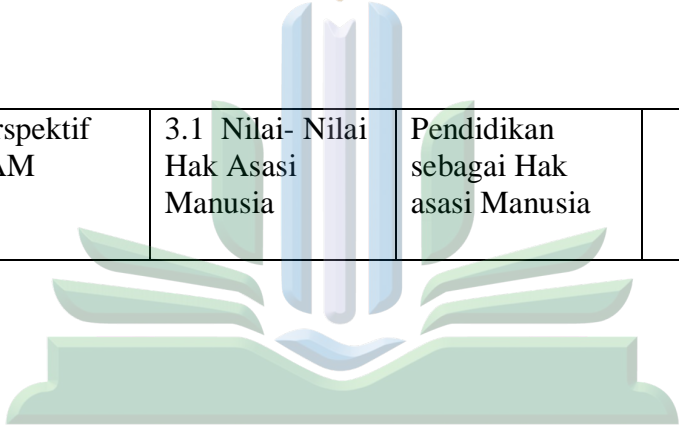 rspektif
AM
3.1 Nilai- Nilai
Hak Asasi
Manusia
Pendidikan
sebagai Hak
asasi Manusia